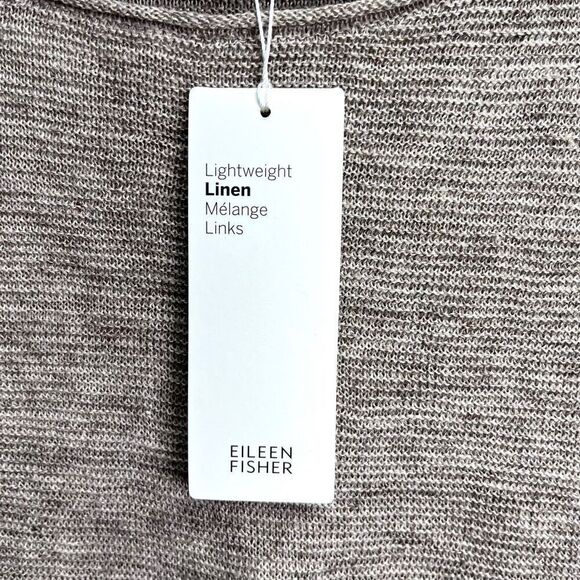 Lightweight
Linen
Mélange
Links
EILEEN
FISHER